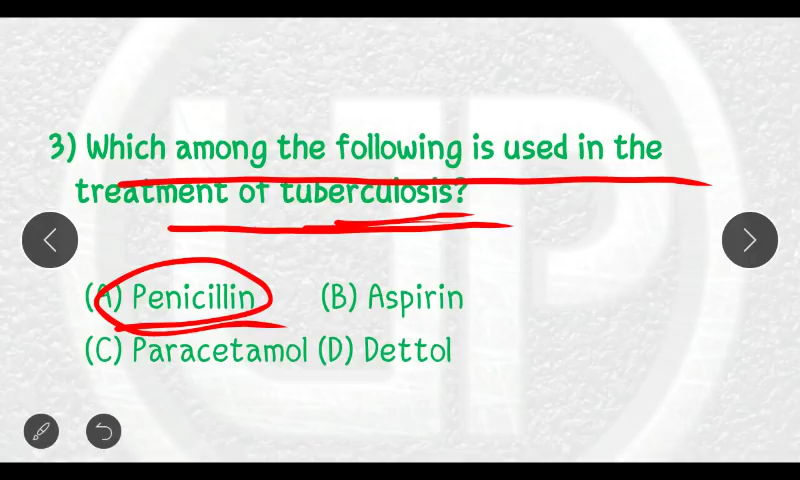 3) Which among the following is used in the
treatment of tuberculosis?
(A) Penicillin (B) Aspirin
(C) Paracetamol (D) Dettol